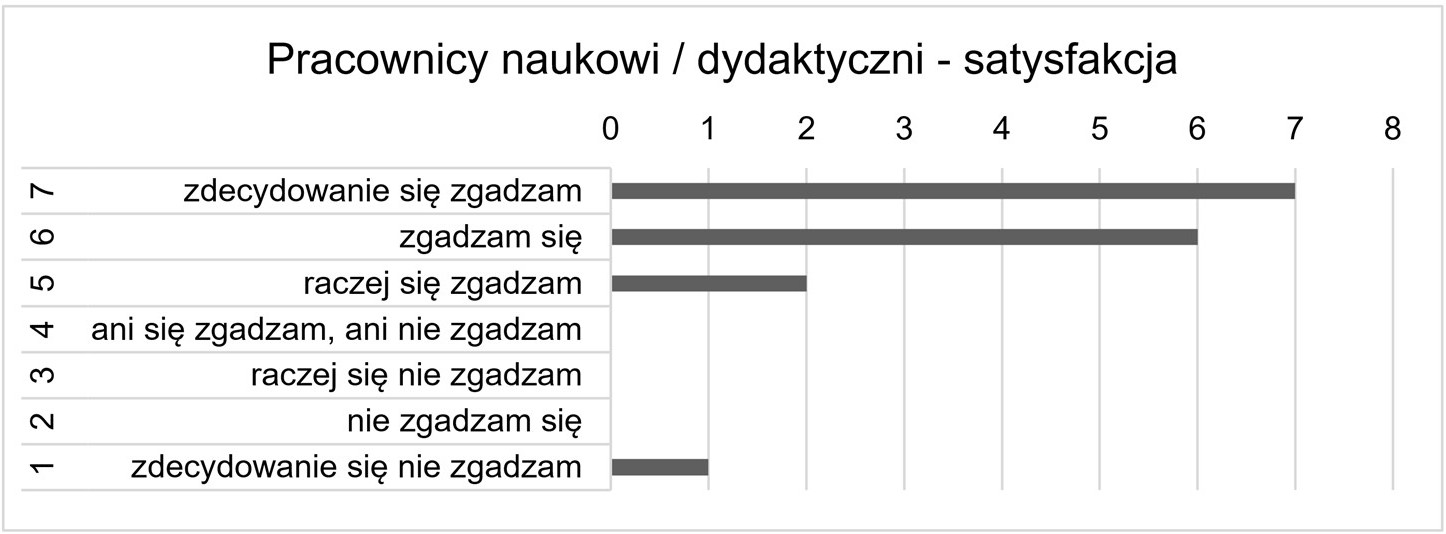 Pracownicy naukowi / dydaktyczni - satysfakcja
0 1 2 3 4 5 6 7 8
7 zdecydowanie się zgadzam
6 zgadzam się
5 raczej się zgadzam
4 ani się zgadzam, ani nie zgadzam
3 raczej się nie zgadzam
2 nie zgadzam się
1 zdecydowanie się nie zgadzam